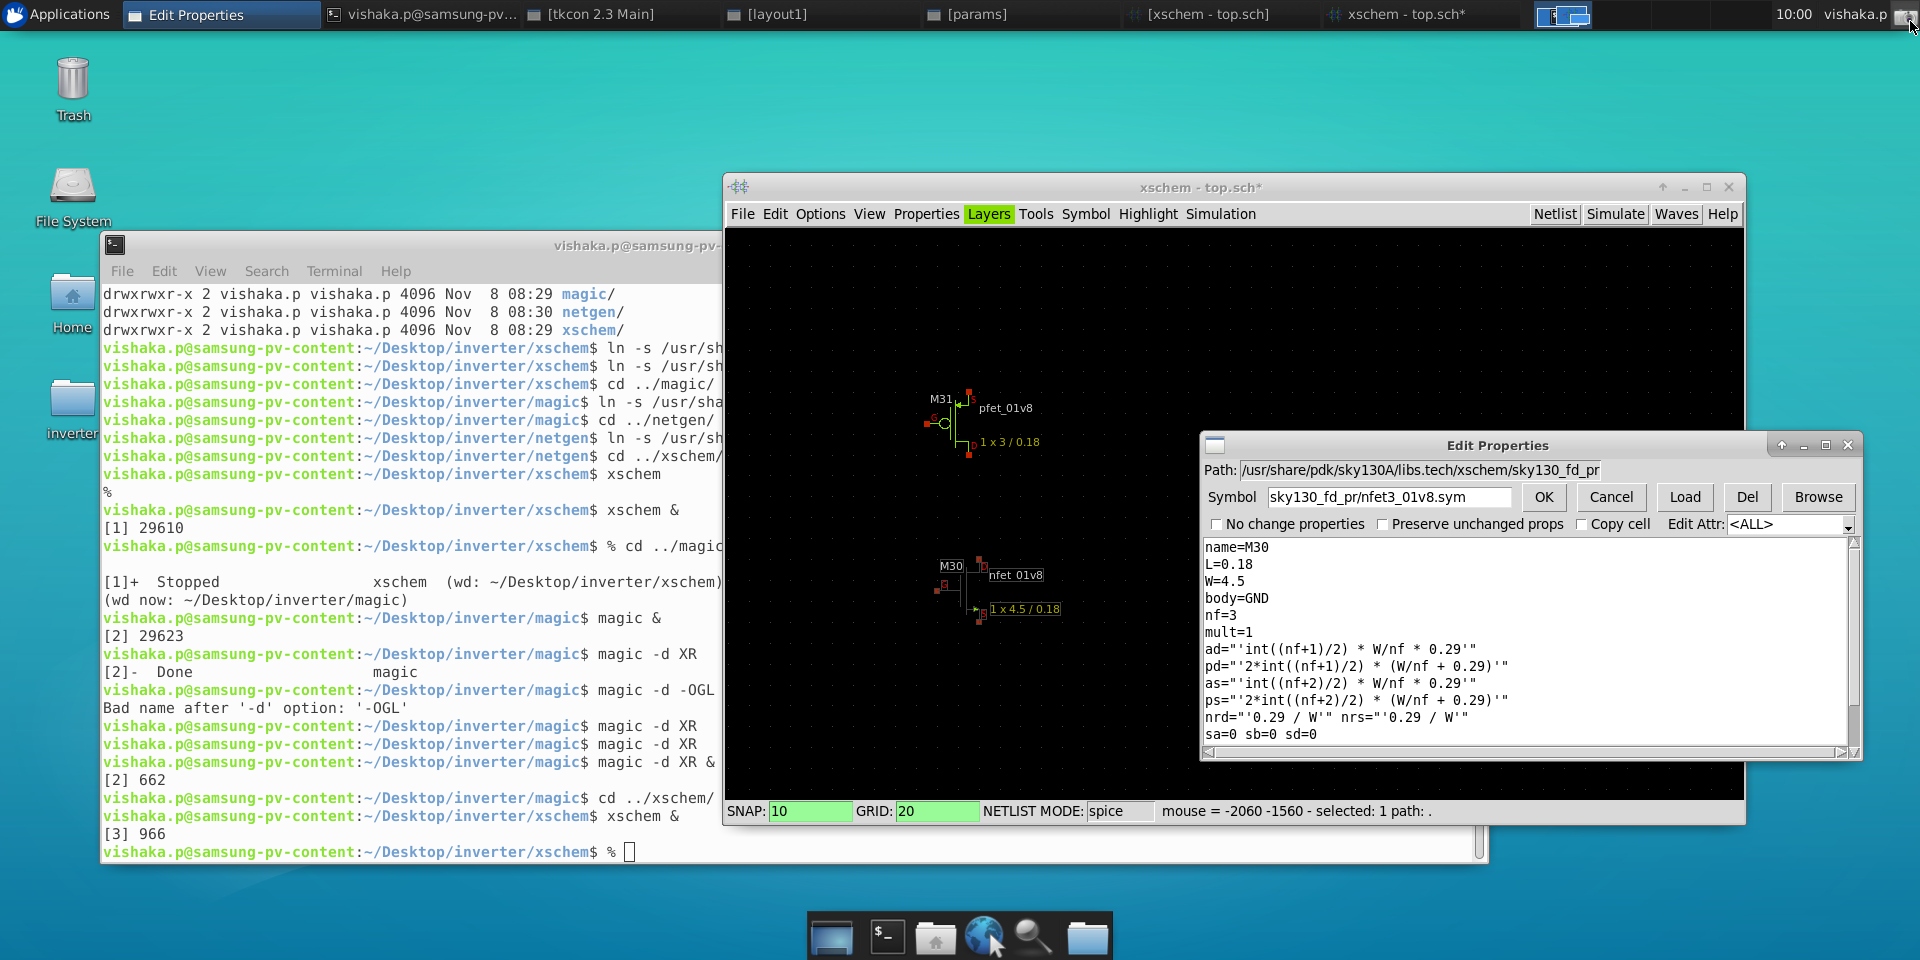 Applications
Edit Properties
vishaka.p@samsung-pv...
[tkcon 2.3 Main]
[layout1]
[params]
[xschem - top.sch]
xschem - top.sch*
10:00
vishaka.p
Trash
File System
Home
inverter
vishaka.p@samsung-pv-
File Edit View Search Terminal Help
drwxrwxr-x 2 vishaka.p vishaka.p 4096 Nov  8 08:29 magic/
drwxrwxr-x 2 vishaka.p vishaka.p 4096 Nov  8 08:30 netgen/
drwxrwxr-x 2 vishaka.p vishaka.p 4096 Nov  8 08:29 xschem/
vishaka.p@samsung-pv-content:~/Desktop/inverter/xschem$ ln -s /usr/sh
vishaka.p@samsung-pv-content:~/Desktop/inverter/xschem$ ln -s /usr/sh
vishaka.p@samsung-pv-content:~/Desktop/inverter/xschem$ cd ../magic/
vishaka.p@samsung-pv-content:~/Desktop/inverter/magic$ ln -s /usr/sha
vishaka.p@samsung-pv-content:~/Desktop/inverter/magic$ cd ../netgen/
vishaka.p@samsung-pv-content:~/Desktop/inverter/netgen$ ln -s /usr/sh
vishaka.p@samsung-pv-content:~/Desktop/inverter/netgen$ cd ../xschem/
vishaka.p@samsung-pv-content:~/Desktop/inverter/xschem$ xschem
%
vishaka.p@samsung-pv-content:~/Desktop/inverter/xschem$ xschem &
[1] 29610
vishaka.p@samsung-pv-content:~/Desktop/inverter/xschem$ % cd ../magic
[1]+  Stopped                 xschem  (wd: ~/Desktop/inverter/xschem)
(wd now: ~/Desktop/inverter/magic)
vishaka.p@samsung-pv-content:~/Desktop/inverter/magic$ magic &
[2] 29623
vishaka.p@samsung-pv-content:~/Desktop/inverter/magic$ magic -d XR
[2]-  Done                    magic
vishaka.p@samsung-pv-content:~/Desktop/inverter/magic$ magic -d -OGL
Bad name after '-d' option: '-OGL'
vishaka.p@samsung-pv-content:~/Desktop/inverter/magic$ magic -d XR
vishaka.p@samsung-pv-content:~/Desktop/inverter/magic$ magic -d XR
vishaka.p@samsung-pv-content:~/Desktop/inverter/magic$ magic -d XR &
[2] 662
vishaka.p@samsung-pv-content:~/Desktop/inverter/magic$ cd ../xschem/
vishaka.p@samsung-pv-content:~/Desktop/inverter/xschem$ xschem &
[3] 966
vishaka.p@samsung-pv-content:~/Desktop/inverter/xschem$ %
xschem - top.sch*
File Edit Options View Properties Layers Tools Symbol Highlight Simulation Netlist Simulate Waves Help
M31
S
pfet_01v8
G
D
1 x 3 / 0.18
M30
D
nfet_01v8
G
1 x 4.5 / 0.18
S
SNAP: 10 GRID: 20 NETLIST MODE: spice mouse = -2060 -1560 - selected: 1 path: .
Edit Properties
Path: /usr/share/pdk/sky130A/libs.tech/xschem/sky130_fd_pr
Symbol sky130_fd_pr/nfet3_01v8.sym OK Cancel Load Del Browse
No change properties Preserve unchanged props Copy cell Edit Attr: <ALL>
name=M30
L=0.18
W=4.5
body=GND
nf=3
mult=1
ad="'int((nf+1)/2) * W/nf * 0.29'"
pd="'2*int((nf+1)/2) * (W/nf + 0.29)'"
as="'int((nf+2)/2) * W/nf * 0.29'"
ps="'2*int((nf+2)/2) * (W/nf + 0.29)'"
nrd="'0.29 / W'" nrs="'0.29 / W'"
sa=0 sb=0 sd=0